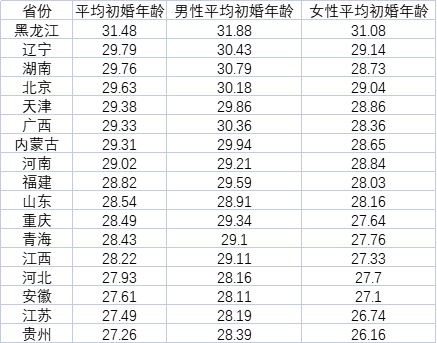 省份 平均初婚年龄 男性平均初婚年龄 女性平均初婚年龄
黑龙江 31.48 31.88 31.08
辽宁 29.79 30.43 29.14
湖南 29.76 30.79 28.73
北京 29.63 30.18 29.04
天津 29.38 29.86 28.86
广西 29.33 30.36 28.36
内蒙古 29.31 29.94 28.65
河南 29.02 29.21 28.84
福建 28.82 29.59 28.03
山东 28.54 28.91 28.16
重庆 28.49 29.34 27.64
青海 28.43 29.1 27.76
江西 28.22 29.11 27.33
河北 27.93 28.16 27.7
安徽 27.61 28.11 27.1
江苏 27.49 28.19 26.74
贵州 27.26 28.39 26.16